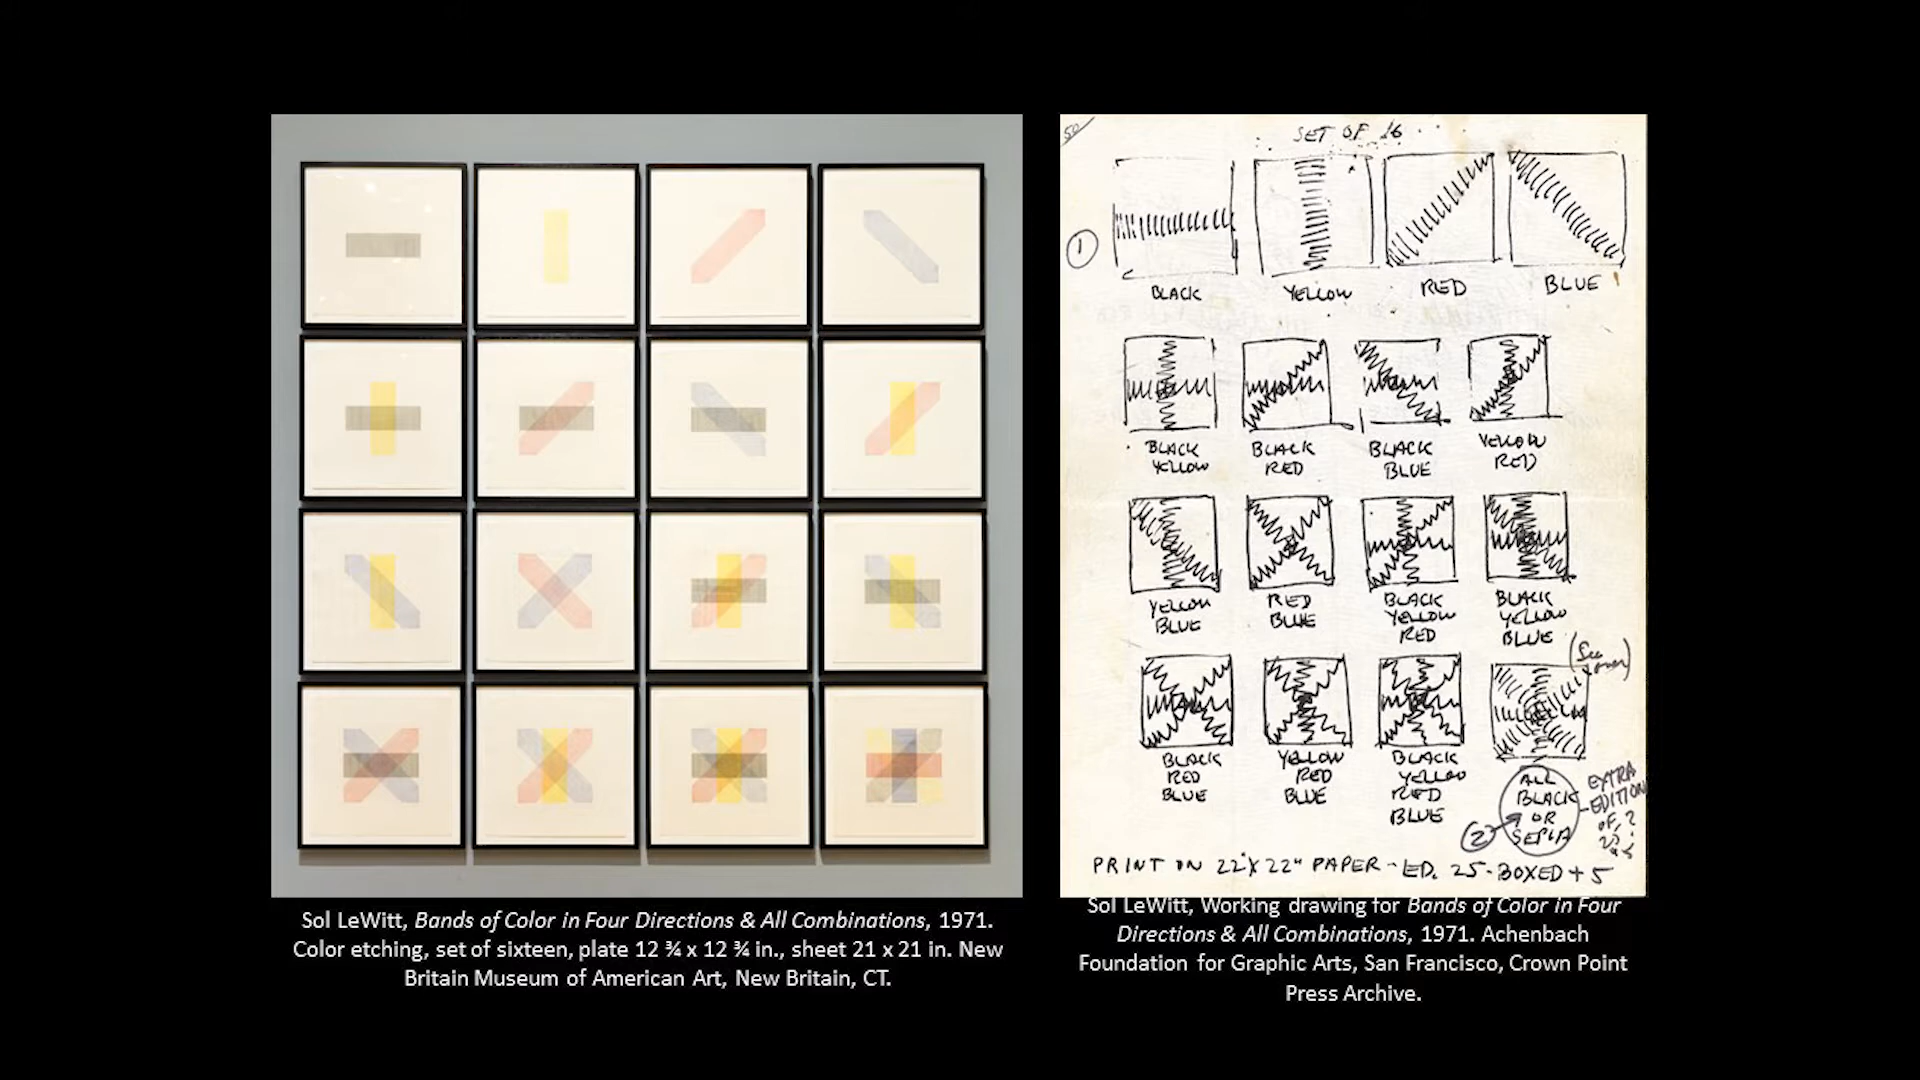 Sol LeWitt, Bands of Color in Four Directions & All Combinations, 1971.
Color etching, set of sixteen, plate 12 ¾ x 12 ¾ in., sheet 21 x 21 in. New
Britain Museum of American Art, New Britain, CT.
50
SET OF 16
1
BLACK YELLOW RED BLUE
BLACK
YELLOW
BLACK
RED
BLACK
BLUE
YELLOW
RED
YELLOW
BLUE
RED
BLUE
BLACK
YELLOW
RED
BLACK
YELLOW
BLUE
(See
BLACK
RED
BLUE
YELLOW
RED
BLUE
BLACK
YELLOW
RED
BLUE
ALL
BLACK
OR
SEPIA
2
EXTRA
EDITION
OF
PRINT ON 22" X 22" PAPER - ED. 25 - BOXED + 5
Sol LeWitt, Working drawing for Bands of Color in Four
Directions & All Combinations, 1971. Achenbach
Foundation for Graphic Arts, San Francisco, Crown Point
Press Archive.